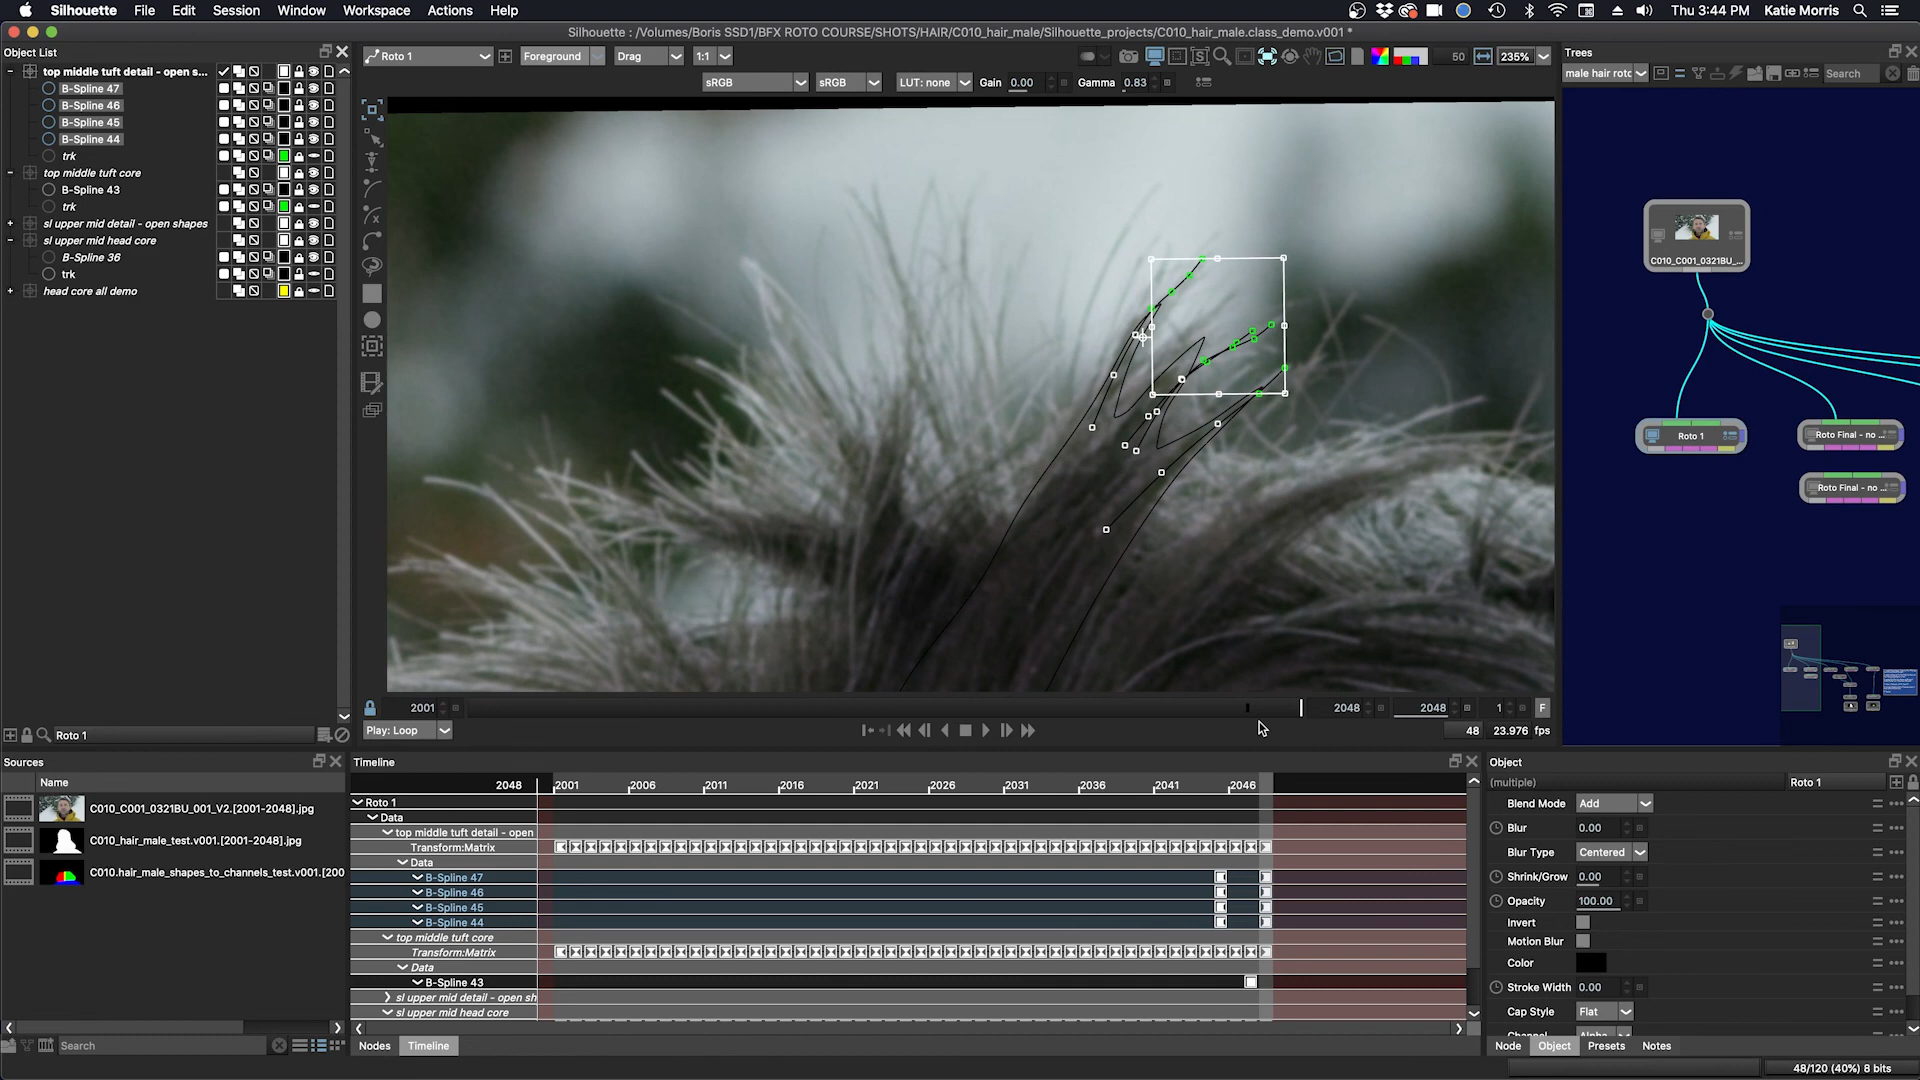 Silhouette File Edit Session Window Workspace Actions Help Thu 3:44 PM Katie Morris
Silhouette : /Volumes/Boris SSD1/BFX ROTO COURSE/SHOTS/HAIR/C010_hair_male/Silhouette_projects/C010_hair_male.class_demo.v001 *
Object List
top middle tuft detail - open s...
B-Spline 47
B-Spline 46
B-Spline 45
B-Spline 44
trk
top middle tuft core
B-Spline 43
trk
sl upper mid detail - open shapes
sl upper mid head core
B-Spline 36
trk
head core all demo
Roto 1
Roto 1 Foreground Drag 1:1 50 235%
sRGB sRGB LUT: none Gain 0.00 Gamma 0.83
Trees
male hair roto Search
C010_C001_0321BU_...
Roto 1
Roto Final - no ...
Roto Final - no ...
2001 2048 2048 1 F
Play: Loop 48 23.976 fps
Sources
Name
C010_C001_0321BU_001_V2.[2001-2048].jpg
C010_hair_male_test.v001.[2001-2048].jpg
C010.hair_male_shapes_to_channels_test.v001.[200
Search
Timeline
2048 2001 2006 2011 2016 2021 2026 2031 2036 2041 2046
Roto 1
Data
top middle tuft detail - open
Transform:Matrix
Data
B-Spline 47
B-Spline 46
B-Spline 45
B-Spline 44
top middle tuft core
Transform:Matrix
Data
B-Spline 43
sl upper mid detail - open sh
sl upper mid head core
Nodes Timeline
Object
(multiple) Roto 1
Blend Mode Add
Blur 0.00
Blur Type Centered
Shrink/Grow 0.00
Opacity 100.00
Invert
Motion Blur
Color
Stroke Width 0.00
Cap Style Flat
Channel Alpha
Node Object Presets Notes
48/120 (40%) 8 bits